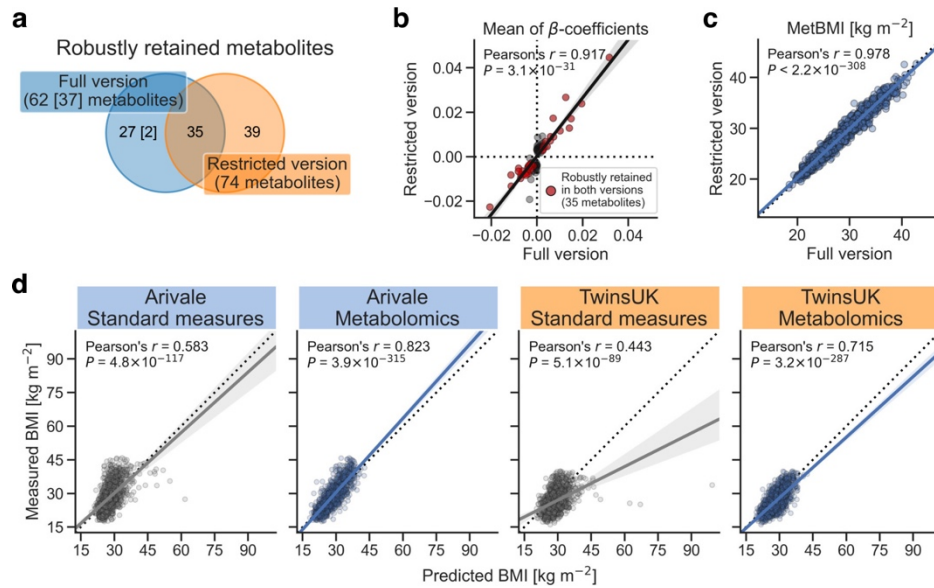 a
Robustly retained metabolites
Full version
(62 [37] metabolites)
27 [2]
35
39
Restricted version
(74 metabolites)
b
Mean of β-coefficients
Pearson's r = 0.917
P = 3.1×10⁻³¹
Restricted version
0.04
0.02
0.00
−0.02
Robustly retained
in both versions
(35 metabolites)
−0.02 0.00 0.02 0.04
Full version
c
MetBMI [kg m⁻²]
Pearson's r = 0.978
P < 2.2×10⁻³⁰⁸
Restricted version
40
30
20
20 30 40
Full version
d
Arivale
Standard measures
Pearson's r = 0.583
P = 4.8×10⁻¹¹⁷
Arivale
Metabolomics
Pearson's r = 0.823
P = 3.9×10⁻³¹⁵
TwinsUK
Standard measures
Pearson's r = 0.443
P = 5.1×10⁻⁸⁹
TwinsUK
Metabolomics
Pearson's r = 0.715
P = 3.2×10⁻²⁸⁷
Measured BMI [kg m⁻²]
90
75
60
45
30
15
15 30 45 60 75 90
15 30 45 60 75 90
15 30 45 60 75 90
15 30 45 60 75 90
Predicted BMI [kg m⁻²]